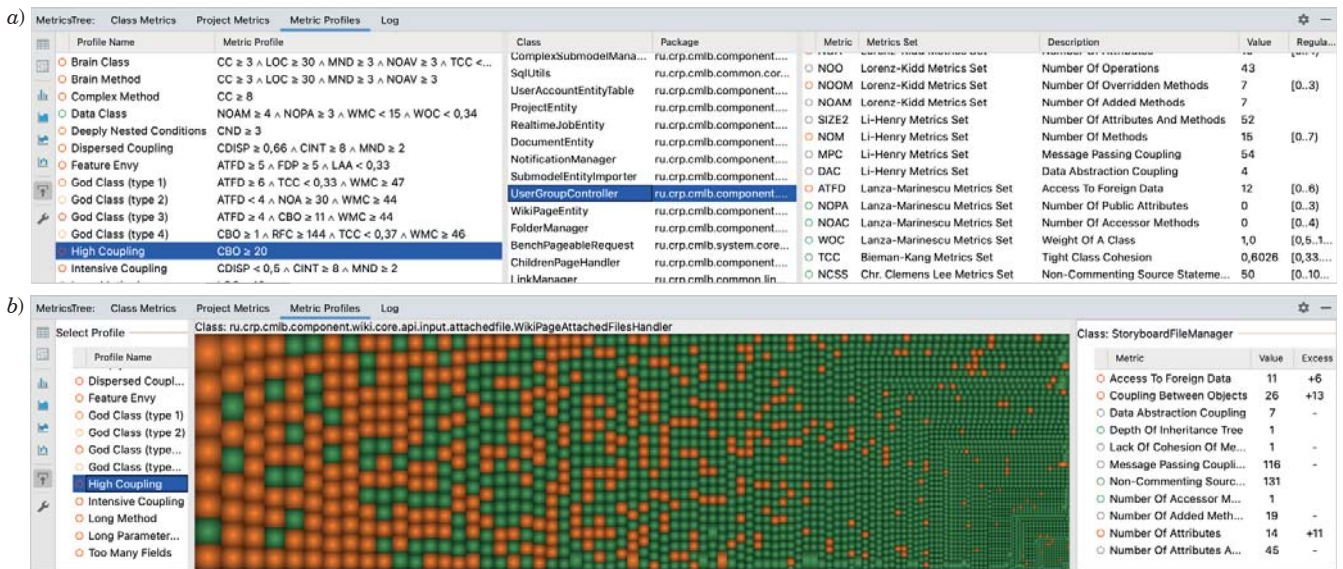 a)
MetricsTree: Class Metrics Project Metrics Metric Profiles Log
Profile Name Metric Profile
Brain Class CC ≥ 3 ∧ LOC ≥ 30 ∧ MND ≥ 3 ∧ NOAV ≥ 3 ∧ TCC <...
Brain Method CC ≥ 3 ∧ LOC ≥ 30 ∧ MND ≥ 3 ∧ NOAV ≥ 3
Complex Method CC ≥ 8
Data Class NOAM ≥ 4 ∧ NOPA ≥ 3 ∧ WMC < 15 ∧ WOC < 0,34
Deeply Nested Conditions CND ≥ 3
Dispersed Coupling CDISP ≥ 0,66 ∧ CINT ≥ 8 ∧ MND ≥ 2
Feature Envy ATFD ≥ 5 ∧ FDP ≥ 5 ∧ LAA < 0,33
God Class (type 1) ATFD ≥ 6 ∧ TCC < 0,33 ∧ WMC ≥ 47
God Class (type 2) ATFD < 4 ∧ NOA ≥ 30 ∧ WMC ≥ 44
God Class (type 3) ATFD ≥ 4 ∧ CBO ≥ 11 ∧ WMC ≥ 44
God Class (type 4) CBO ≥ 1 ∧ RFC ≥ 144 ∧ TCC < 0,37 ∧ WMC ≥ 46
High Coupling CBO ≥ 20
Intensive Coupling CDISP < 0,5 ∧ CINT ≥ 8 ∧ MND ≥ 2
Class Package
ComplexSubmodelMana... ru.crp.cmlb.component....
SqlUtils ru.crp.cmlb.common.cor...
UserAccountEntityTable ru.crp.cmlb.component....
ProjectEntity ru.crp.cmlb.component....
RealtimeJobEntity ru.crp.cmlb.component....
DocumentEntity ru.crp.cmlb.component....
NotificationManager ru.crp.cmlb.component....
SubmodelEntityImporter ru.crp.cmlb.component....
UserGroupController ru.crp.cmlb.component....
WikiPageEntity ru.crp.cmlb.component....
FolderManager ru.crp.cmlb.component....
BenchPageableRequest ru.crp.cmlb.system.core...
ChildrenPageHandler ru.crp.cmlb.component....
LinkManager ru.crp.cmlb.common.lin...
Metric Metrics Set Description Value Regula...
NOO Lorenz-Kidd Metrics Set Number Of Operations 43
NOOM Lorenz-Kidd Metrics Set Number Of Overridden Methods 7 [0..3)
NOAM Lorenz-Kidd Metrics Set Number Of Added Methods 7
SIZE2 Li-Henry Metrics Set Number Of Attributes And Methods 52
NOM Li-Henry Metrics Set Number Of Methods 15 [0..7)
MPC Li-Henry Metrics Set Message Passing Coupling 54
DAC Li-Henry Metrics Set Data Abstraction Coupling 4
ATFD Lanza-Marinescu Metrics Set Access To Foreign Data 12 [0..6)
NOPA Lanza-Marinescu Metrics Set Number Of Public Attributes 0 [0..3)
NOAC Lanza-Marinescu Metrics Set Number Of Accessor Methods 0 [0..4)
WOC Lanza-Marinescu Metrics Set Weight Of A Class 1,0 [0,5..1...
TCC Bieman-Kang Metrics Set Tight Class Cohesion 0,6026 [0,33....
NCSS Chr. Clemens Lee Metrics Set Non-Commenting Source Stateme... 50 [0..10...
b)
MetricsTree: Class Metrics Project Metrics Metric Profiles Log
Select Profile
Profile Name
Dispersed Coupl...
Feature Envy
God Class (type 1)
God Class (type 2)
God Class (type...
God Class (type...
High Coupling
Intensive Coupling
Long Method
Long Parameter...
Too Many Fields
Class: ru.crp.cmlb.component.wiki.core.api.input.attachedfile.WikiPageAttachedFilesHandler
Class: StoryboardFileManager
Metric Value Excess
Access To Foreign Data 11 +6
Coupling Between Objects 26 +13
Data Abstraction Coupling 7 -
Depth Of Inheritance Tree 1
Lack Of Cohesion Of Me... 1 -
Message Passing Coupli... 116 -
Non-Commenting Sourc... 131
Number Of Accessor M... 1
Number Of Added Meth... 19 -
Number Of Attributes 14 +11
Number Of Attributes A... 45 -